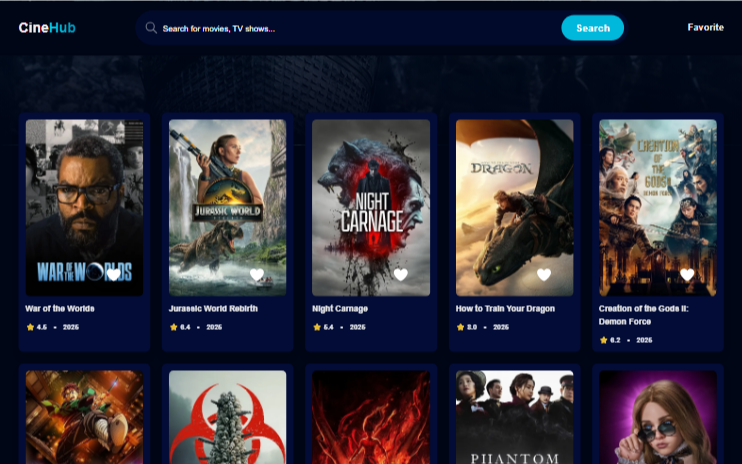 CineHub
Search for movies, TV shows...
Search
Favorite
WAR OF THE WORLDS
JURASSIC WORLD
NIGHT CARNAGE
DRAGON
CREATION OF THE GODS
DEMON FORCE
War of the Worlds
4.5 • 2025
Jurassic World Rebirth
6.4 • 2025
Night Carnage
5.4 • 2025
How to Train Your Dragon
8.0 • 2025
Creation of the Gods II:
Demon Force
6.2 • 2025
PHANTOM